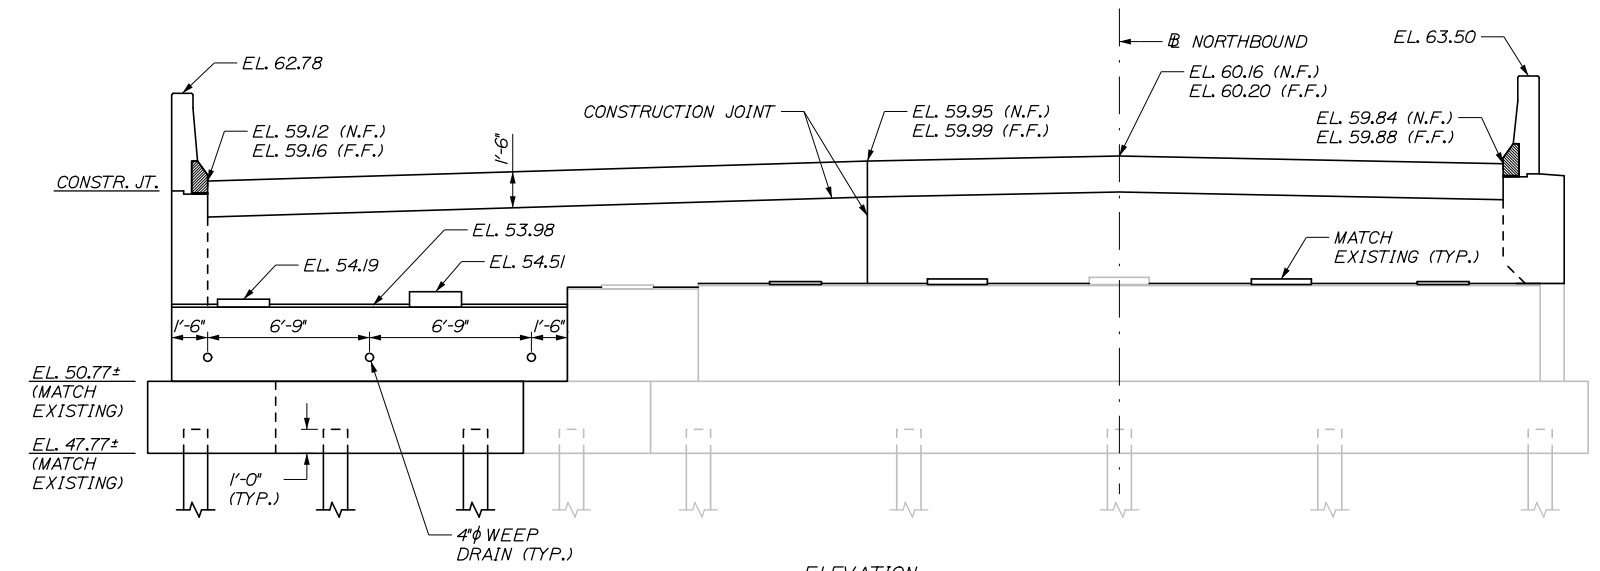 EL. 62.78
℄ NORTHBOUND
EL. 63.50
EL. 60.16 (N.F.)
EL. 60.20 (F.F.)
CONSTRUCTION JOINT
EL. 59.95 (N.F.)
EL. 59.99 (F.F.)
EL. 59.84 (N.F.)
EL. 59.88 (F.F.)
EL. 59.12 (N.F.)
EL. 59.16 (F.F.)
1'-6"
CONSTR. JT.
EL. 53.98
MATCH
EXISTING (TYP.)
EL. 54.19
EL. 54.51
1'-6"
6'-9"
6'-9"
1'-6"
EL. 50.77±
(MATCH
EXISTING)
EL. 47.77±
(MATCH
EXISTING)
1'-0"
(TYP.)
4"ϕ WEEP
DRAIN (TYP.)
ELEVATION